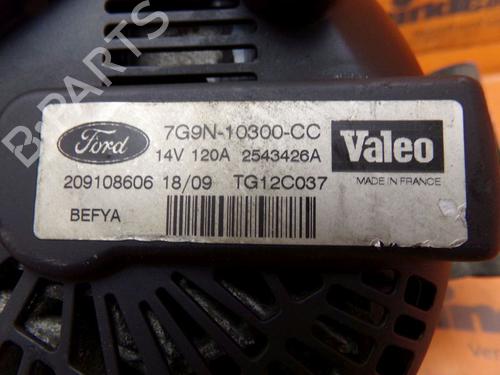 Ford
7G9N-10300-CC
14V 120A 2543426A
Valeo
MADE IN FRANCE
209108606 18/09 TG12C037
BEFYA
B-Parts